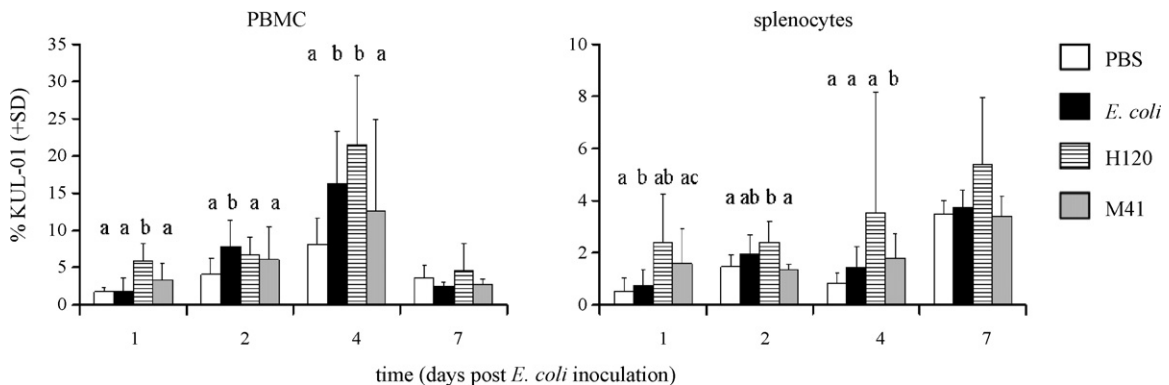 PBMC
% KUL-01 (+SD)
35
30
25
20
15
10
5
0
a b b a
a b a a
a a b a
1 2 4 7
splenocytes
10
8
6
4
2
0
a a a b
a b ab ac
a ab b a
1 2 4 7
time (days post E. coli inoculation)
PBS
E. coli
H120
M41